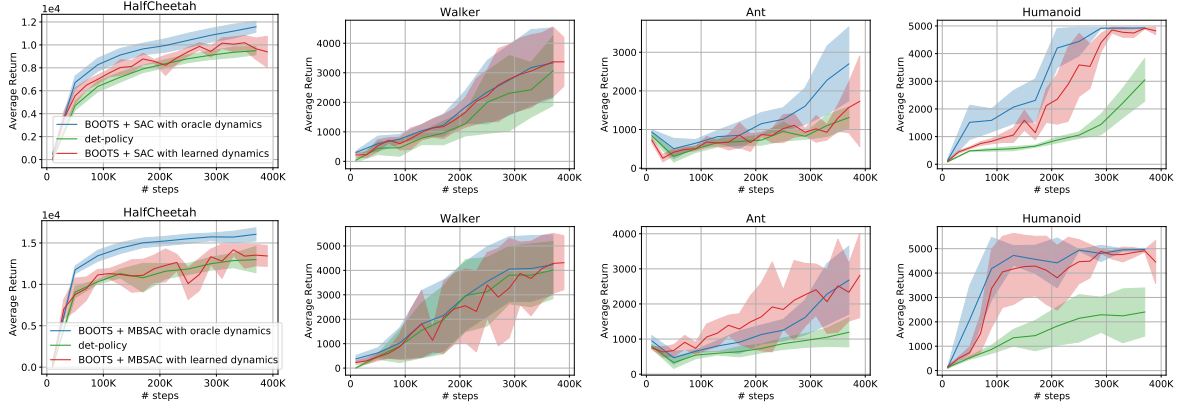 HalfCheetah
1e4
Average Return
1.2
1.0
0.8
0.6
0.4
0.2
0.0
BOOTS + SAC with oracle dynamics
det-policy
BOOTS + SAC with learned dynamics
0 100K 200K 300K 400K
# steps
Walker
4000
3000
2000
1000
0
0 100K 200K 300K 400K
# steps
Ant
Average Return
3000
2000
1000
0
0 100K 200K 300K 400K
# steps
Humanoid
Average Return
5000
4000
3000
2000
1000
0
0 100K 200K 300K 400K
# steps
HalfCheetah
1e4
Average Return
1.5
1.0
0.5
0.0
BOOTS + MBSAC with oracle dynamics
det-policy
BOOTS + MBSAC with learned dynamics
0 100K 200K 300K 400K
# steps
Walker
Average Return
5000
4000
3000
2000
1000
0
0 100K 200K 300K 400K
# steps
Ant
Average Return
4000
3000
2000
1000
0
0 100K 200K 300K 400K
# steps
Humanoid
Average Return
5000
4000
3000
2000
1000
0
0 100K 200K 300K 400K
# steps